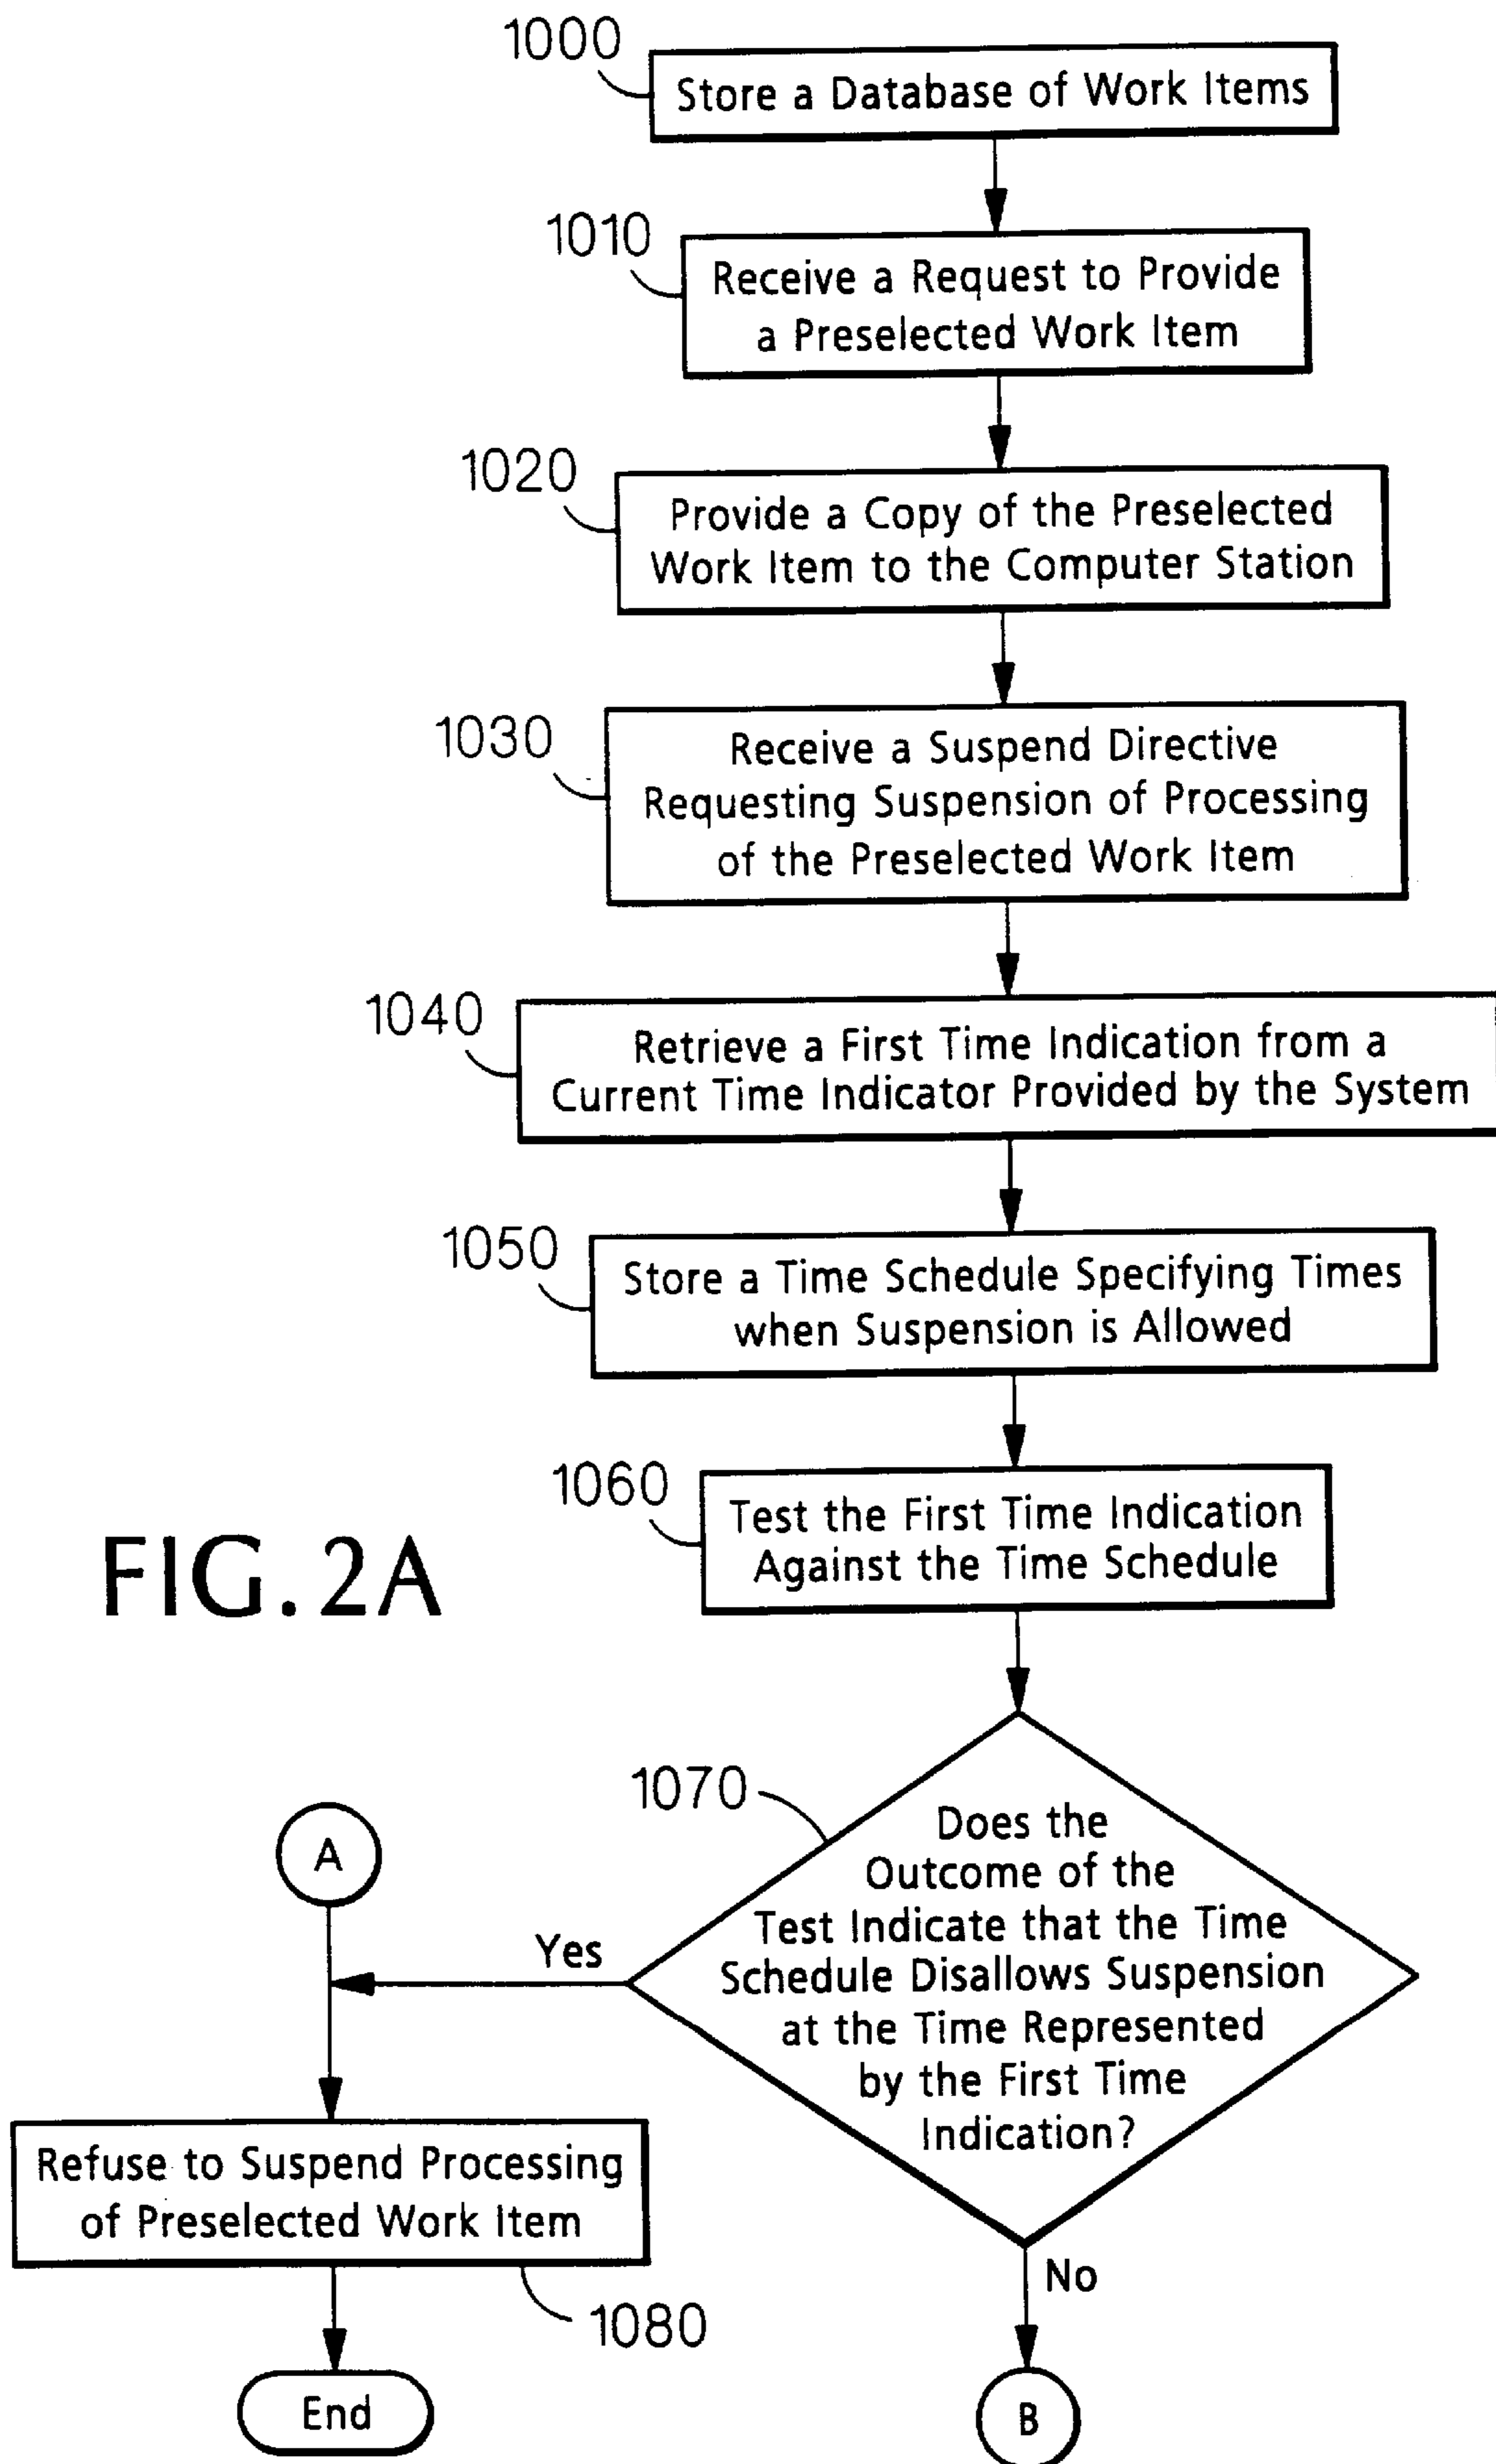 1000
Store a Database of Work Items
1010
Receive a Request to Provide
a Preselected Work Item
1020
Provide a Copy of the Preselected
Work Item to the Computer Station
1030
Receive a Suspend Directive
Requesting Suspension of Processing
of the Preselected Work Item
1040
Retrieve a First Time Indication from a
Current Time Indicator Provided by the System
1050
Store a Time Schedule Specifying Times
when Suspension is Allowed
1060
Test the First Time Indication
Against the Time Schedule
FIG. 2A
1070
Does the
Outcome of the
Test Indicate that the Time
Schedule Disallows Suspension
at the Time Represented
by the First Time
Indication?
A
Yes
Refuse to Suspend Processing
of Preselected Work Item
1080
No
End
B